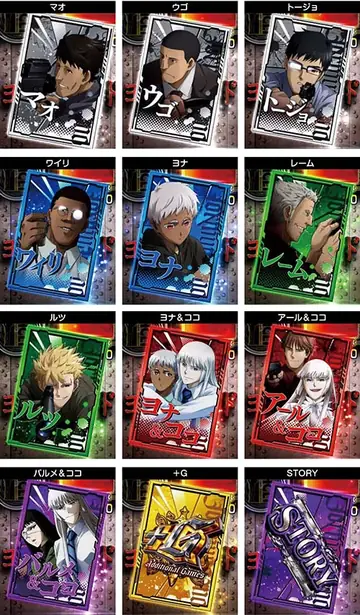 マオ
ウゴ
トージョ
マオ
ウゴ
トージョ
ワイリ
ヨナ
レーム
ワイリ
ヨナ
レーム
ルツ
ヨナ&ココ
アール&ココ
ルツ
ヨナ
&ココ
アール
&ココ
バルメ&ココ
+G
STORY
バルメ
&ココ
+G
Additional Games
STORY